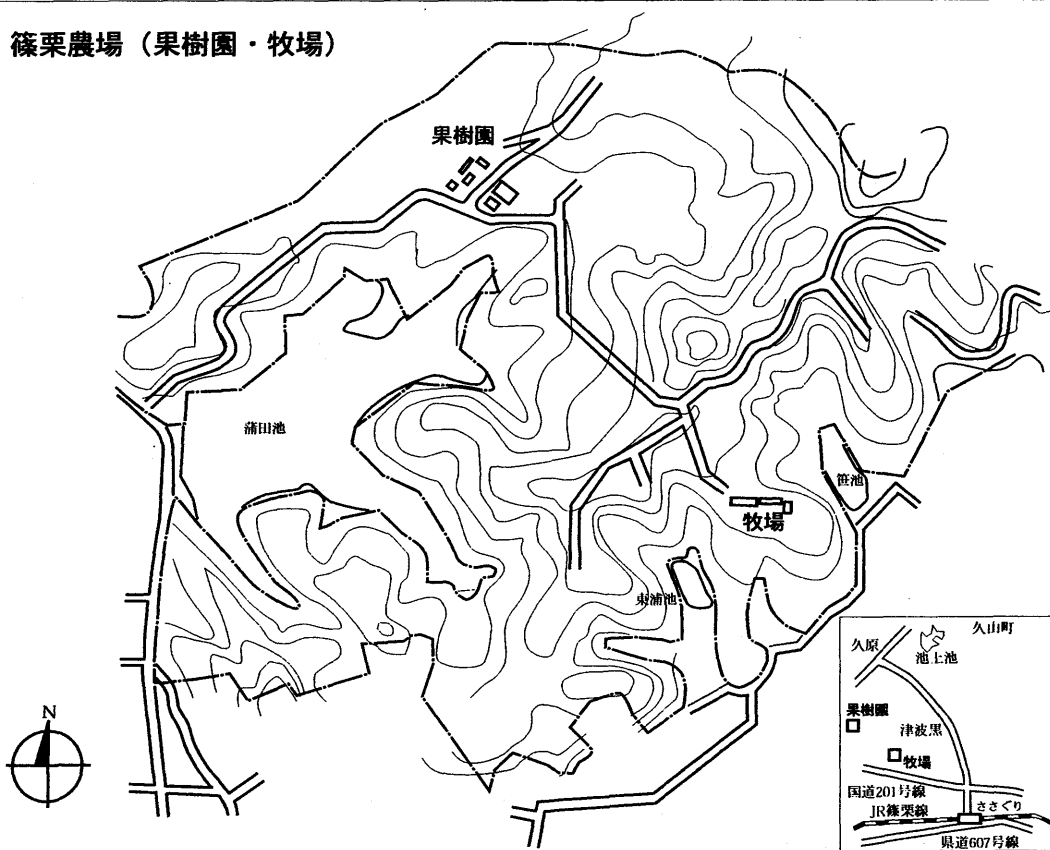 篠栗農場（果樹園・牧場）
果樹園
蒲田池
笹池
牧場
東浦池
N
久山町
久原
池上池
果樹園
津波黒
牧場
国道201号線
ささぐり
JR篠栗線
県道607号線